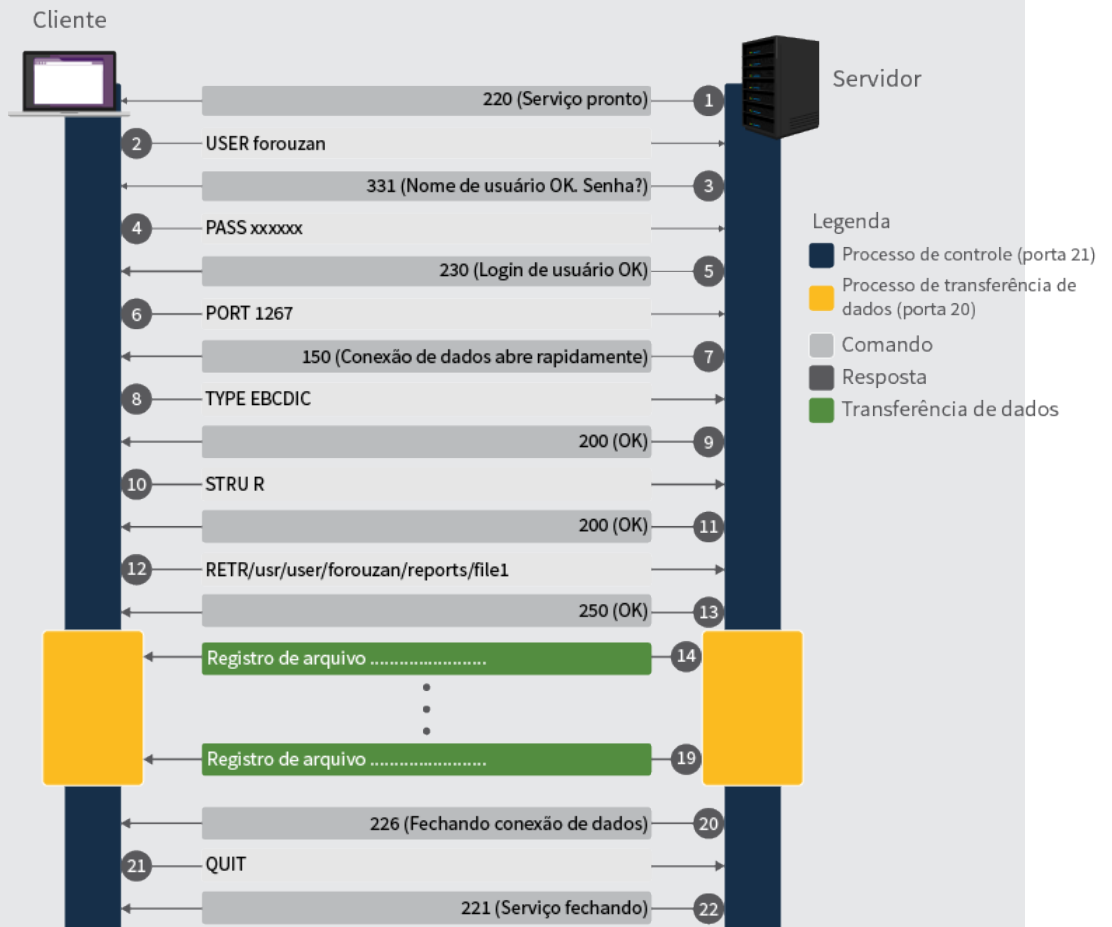 Cliente
Servidor
220 (Serviço pronto)
1
2
USER forouzan
331 (Nome de usuário OK. Senha?)
3
4
PASS xxxxxx
230 (Login de usuário OK)
5
6
PORT 1267
150 (Conexão de dados abre rapidamente)
7
8
TYPE EBCDIC
200 (OK)
9
10
STRU R
200 (OK)
11
12
RETR/usr/user/forouzan/reports/file1
250 (OK)
13
Registro de arquivo ........................
14
Registro de arquivo ........................
19
226 (Fechando conexão de dados)
20
21
QUIT
221 (Serviço fechando)
22
Legenda
Processo de controle (porta 21)
Processo de transferência de
dados (porta 20)
Comando
Resposta
Transferência de dados